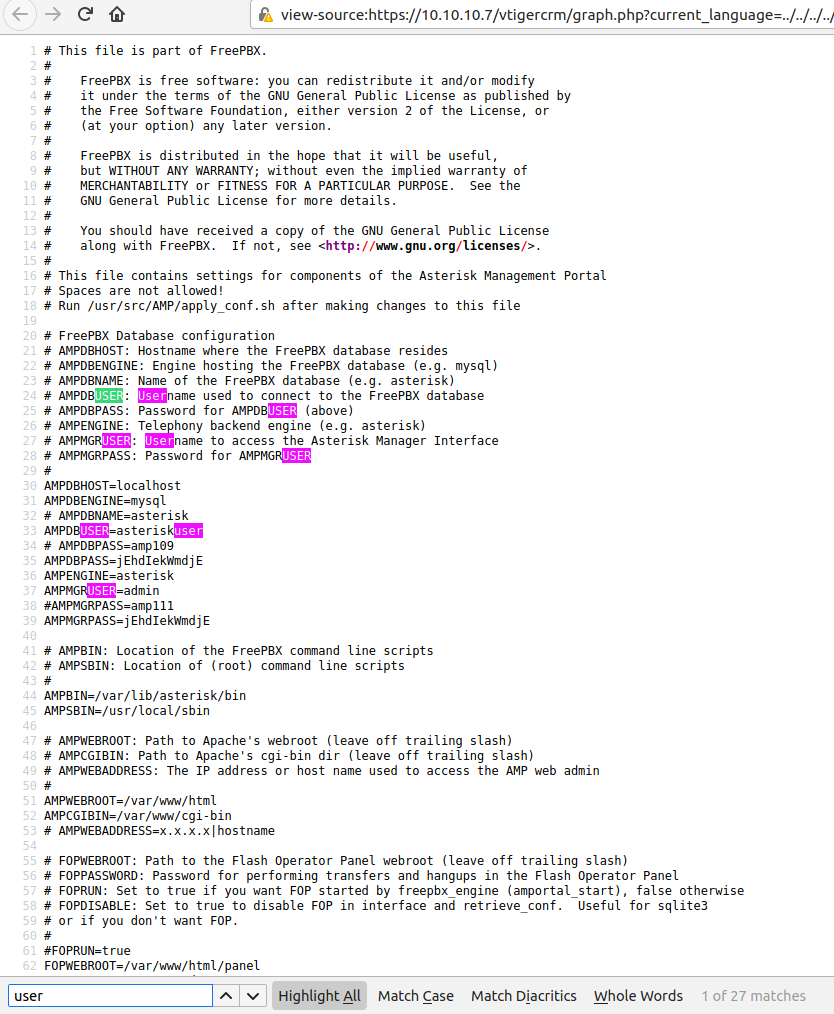 view-source:https://10.10.10.7/vtigercrm/graph.php?current_language=../../../../
1 # This file is part of FreePBX.
2 #
3 #    FreePBX is free software: you can redistribute it and/or modify
4 #    it under the terms of the GNU General Public License as published by
5 #    the Free Software Foundation, either version 2 of the License, or
6 #    (at your option) any later version.
7 #
8 #    FreePBX is distributed in the hope that it will be useful,
9 #    but WITHOUT ANY WARRANTY; without even the implied warranty of
10 #    MERCHANTABILITY or FITNESS FOR A PARTICULAR PURPOSE.  See the
11 #    GNU General Public License for more details.
12 #
13 #    You should have received a copy of the GNU General Public License
14 #    along with FreePBX.  If not, see <http://www.gnu.org/licenses/>.
15 #
16 # This file contains settings for components of the Asterisk Management Portal
17 # Spaces are not allowed!
18 # Run /usr/src/AMP/apply_conf.sh after making changes to this file
19
20 # FreePBX Database configuration
21 # AMPDBHOST: Hostname where the FreePBX database resides
22 # AMPDBENGINE: Engine hosting the FreePBX database (e.g. mysql)
23 # AMPDBNAME: Name of the FreePBX database (e.g. asterisk)
24 # AMPDBUSER: Username used to connect to the FreePBX database
25 # AMPDBPASS: Password for AMPDBUSER (above)
26 # AMPENGINE: Telephony backend engine (e.g. asterisk)
27 # AMPMGRUSER: Username to access the Asterisk Manager Interface
28 # AMPMGRPASS: Password for AMPMGRUSER
29 #
30 AMPDBHOST=localhost
31 AMPDBENGINE=mysql
32 # AMPDBNAME=asterisk
33 AMPDBUSER=asteriskuser
34 # AMPDBPASS=amp109
35 AMPDBPASS=jEhdIekWmdjE
36 AMPENGINE=asterisk
37 AMPMGRUSER=admin
38 #AMPMGRPASS=amp111
39 AMPMGRPASS=jEhdIekWmdjE
40
41 # AMPBIN: Location of the FreePBX command line scripts
42 # AMPSBIN: Location of (root) command line scripts
43 #
44 AMPBIN=/var/lib/asterisk/bin
45 AMPSBIN=/usr/local/sbin
46
47 # AMPWEBROOT: Path to Apache's webroot (leave off trailing slash)
48 # AMPCGIBIN: Path to Apache's cgi-bin dir (leave off trailing slash)
49 # AMPWEBADDRESS: The IP address or host name used to access the AMP web admin
50 #
51 AMPWEBROOT=/var/www/html
52 AMPCGIBIN=/var/www/cgi-bin
53 # AMPWEBADDRESS=x.x.x.x|hostname
54
55 # FOPWEBROOT: Path to the Flash Operator Panel webroot (leave off trailing slash)
56 # FOPPASSWORD: Password for performing transfers and hangups in the Flash Operator Panel
57 # FOPRUN: Set to true if you want FOP started by freepbx_engine (amportal_start), false otherwise
58 # FOPDISABLE: Set to true to disable FOP in interface and retrieve_conf.  Useful for sqlite3
59 # or if you don't want FOP.
60 #
61 #FOPRUN=true
62 FOPWEBROOT=/var/www/html/panel
user Highlight All Match Case Match Diacritics Whole Words 1 of 27 matches